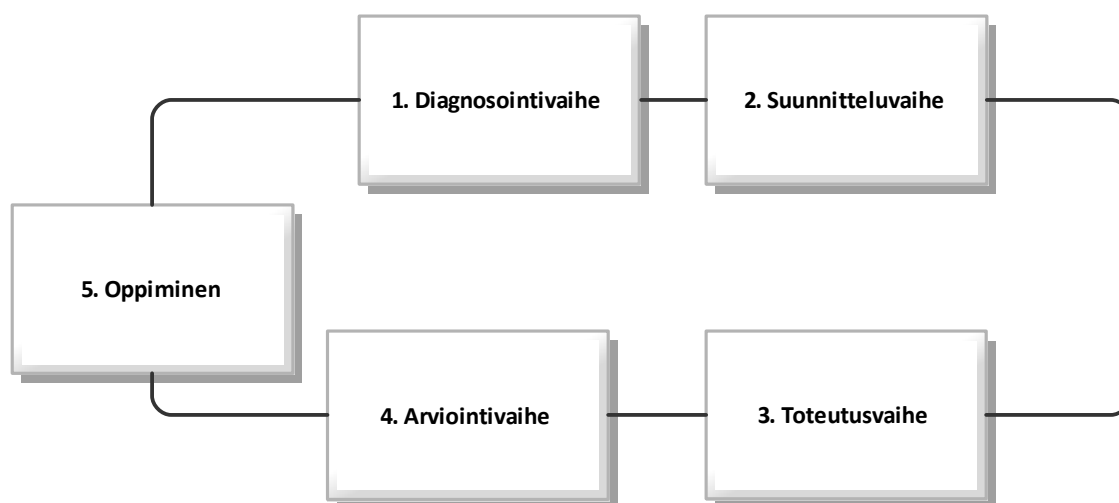 1. Diagnosointivaihe
2. Suunnitteluvaihe
5. Oppiminen
4. Arviointivaihe
3. Toteutusvaihe